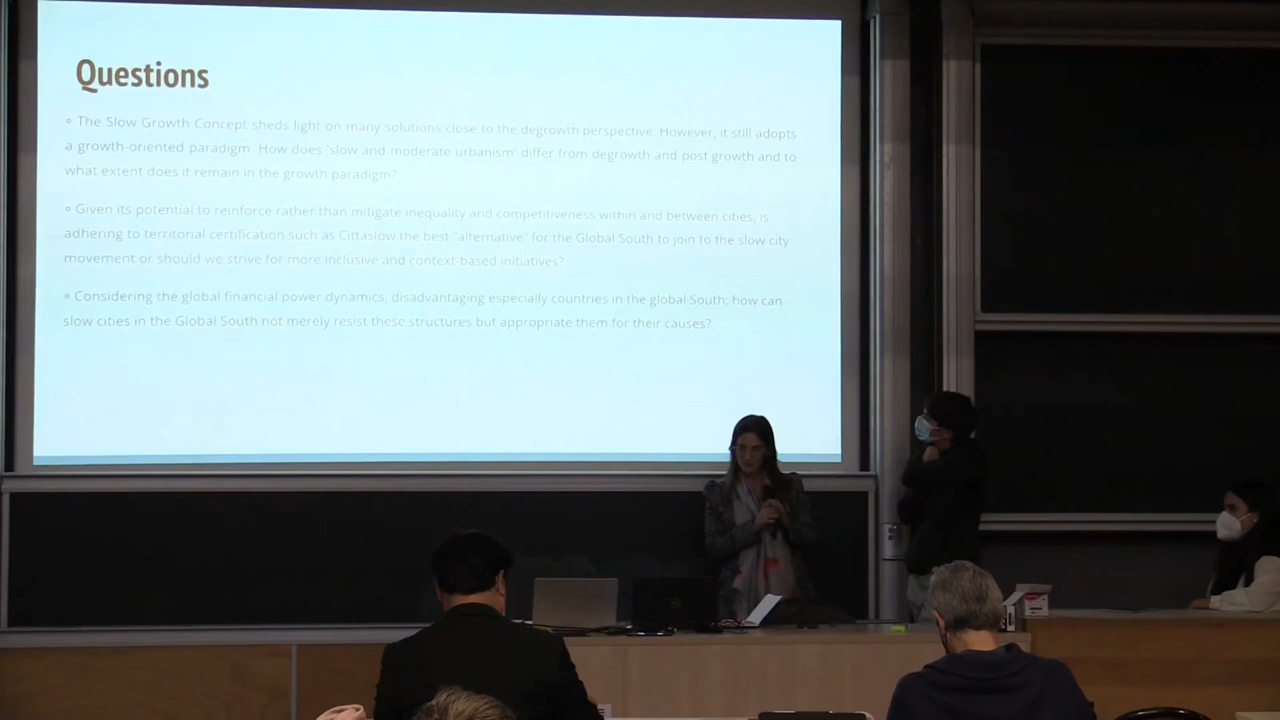 Questions
∘ The Slow Growth Concept sheds light on many solutions close to the degrowth perspective. However, it still adopts
a growth-oriented paradigm. How does 'slow and moderate urbanism' differ from degrowth and post growth and to
what extent does it remain in the growth paradigm?
∘ Given its potential to reinforce rather than mitigate inequality and competitiveness within and between cities, is
adhering to territorial certification such as Cittaslow the best "alternative" for the Global South to join to the slow city
movement or should we strive for more inclusive and context-based initiatives?
∘ Considering the global financial power dynamics, disadvantaging especially countries in the global South; how can
slow cities in the Global South not merely resist these structures but appropriate them for their causes?